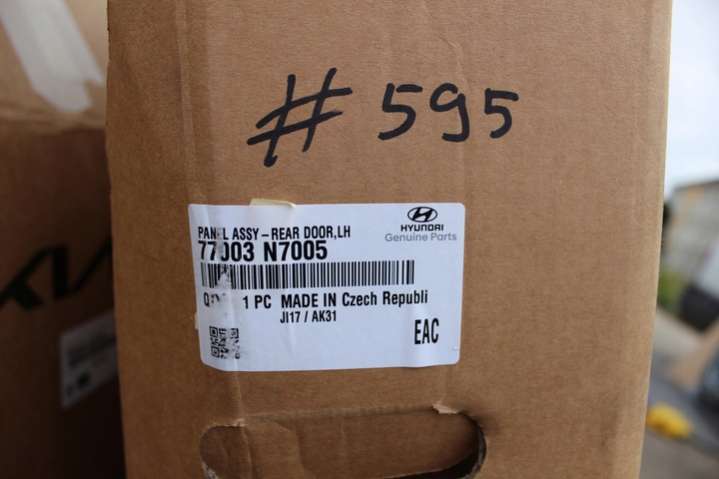 # 595
PANEL ASSY-REAR DOOR,LH
HYUNDAI
Genuine Parts
77003 N7005
1 PC MADE IN Czech Republi
JI17 / AK31
EAC